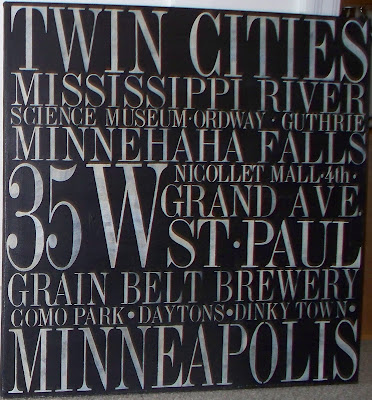 TWIN CITIES
MISSISSIPPI RIVER
SCIENCE MUSEUM·ORDWAY·GUTHRIE
MINNEHAHA FALLS
35W
NICOLLET MALL·4th·
GRAND AVE.
ST·PAUL
GRAIN BELT BREWERY
COMO PARK·DAYTONS·DINKY TOWN·
MINNEAPOLIS